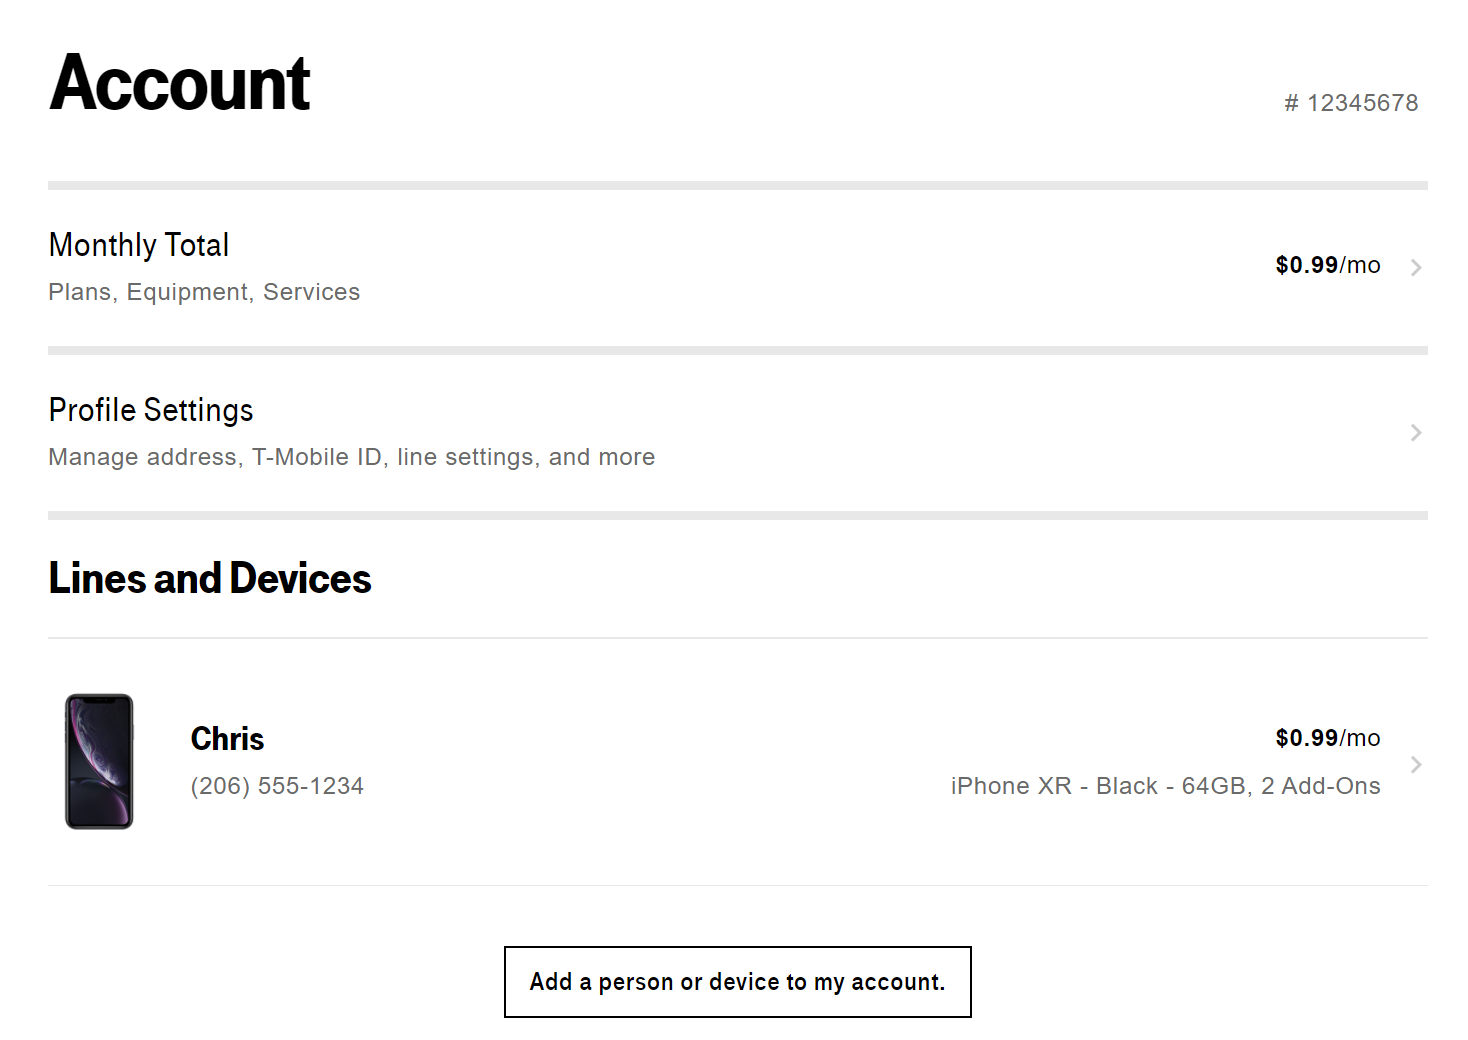 Account
# 12345678
Monthly Total
$0.99/mo
Plans, Equipment, Services
Profile Settings
Manage address, T-Mobile ID, line settings, and more
Lines and Devices
Chris
$0.99/mo
(206) 555-1234
iPhone XR - Black - 64GB, 2 Add-Ons
Add a person or device to my account.